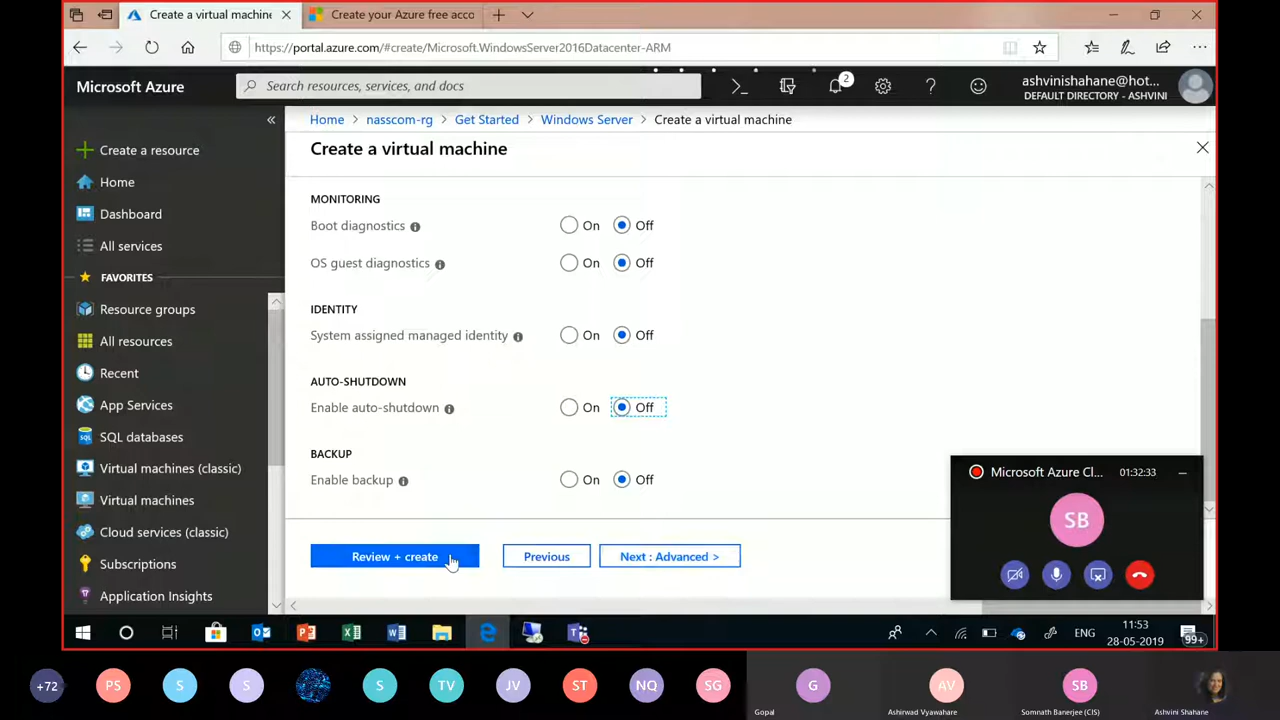 Create a virtual machine
Create your Azure free acco
https://portal.azure.com/#create/Microsoft.WindowsServer2016Datacenter-ARM
Microsoft Azure
Search resources, services, and docs
2
ashvinishahane@hot...
DEFAULT DIRECTORY - ASHVINI
Home > nasscom-rg > Get Started > Windows Server > Create a virtual machine
Create a virtual machine
Create a resource
Home
Dashboard
All services
FAVORITES
Resource groups
All resources
Recent
App Services
SQL databases
Virtual machines (classic)
Virtual machines
Cloud services (classic)
Subscriptions
Application Insights
MONITORING
Boot diagnostics On Off
OS guest diagnostics On Off
IDENTITY
System assigned managed identity On Off
AUTO-SHUTDOWN
Enable auto-shutdown On Off
BACKUP
Enable backup On Off
Review + create Previous Next : Advanced >
Microsoft Azure Cl... 01:32:33
SB
ENG
11:53
28-05-2019
99+
+72 PS S S S TV JV ST NQ SG G AV SB
Gopal Ashirwad Vyawahare Somnath Banerjee (CIS) Ashvini Shahane